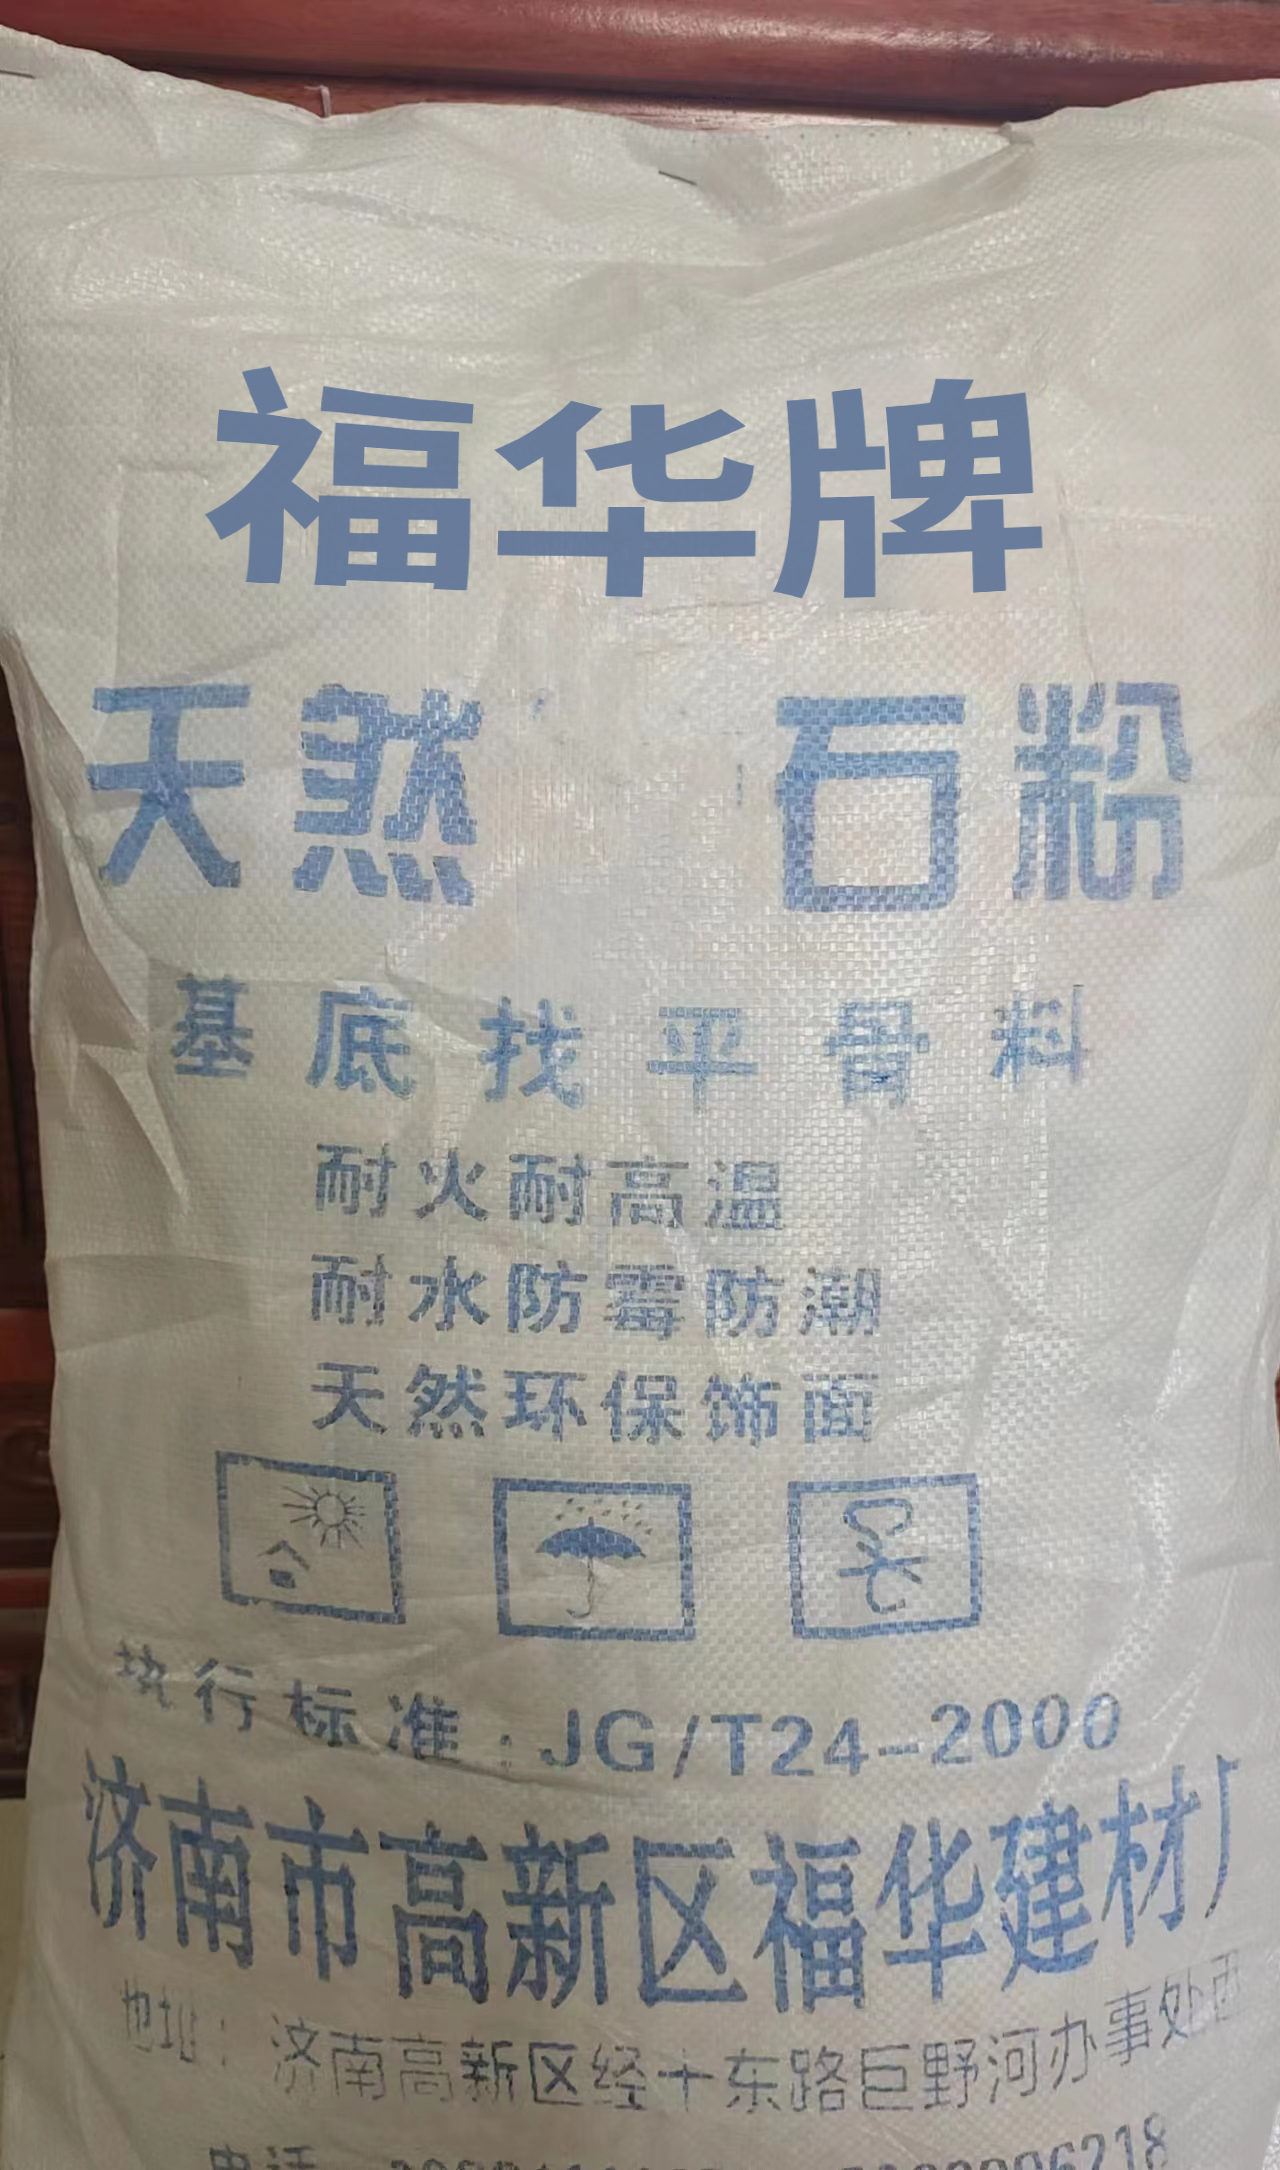 福华牌
天然 石粉
基底找平骨料
耐火耐高温
耐水防霉防潮
天然环保饰面
执行标准:JG/T24-2000
济南市高新区福华建材厂
地址:济南高新区经十东路巨野河办事处西
电话